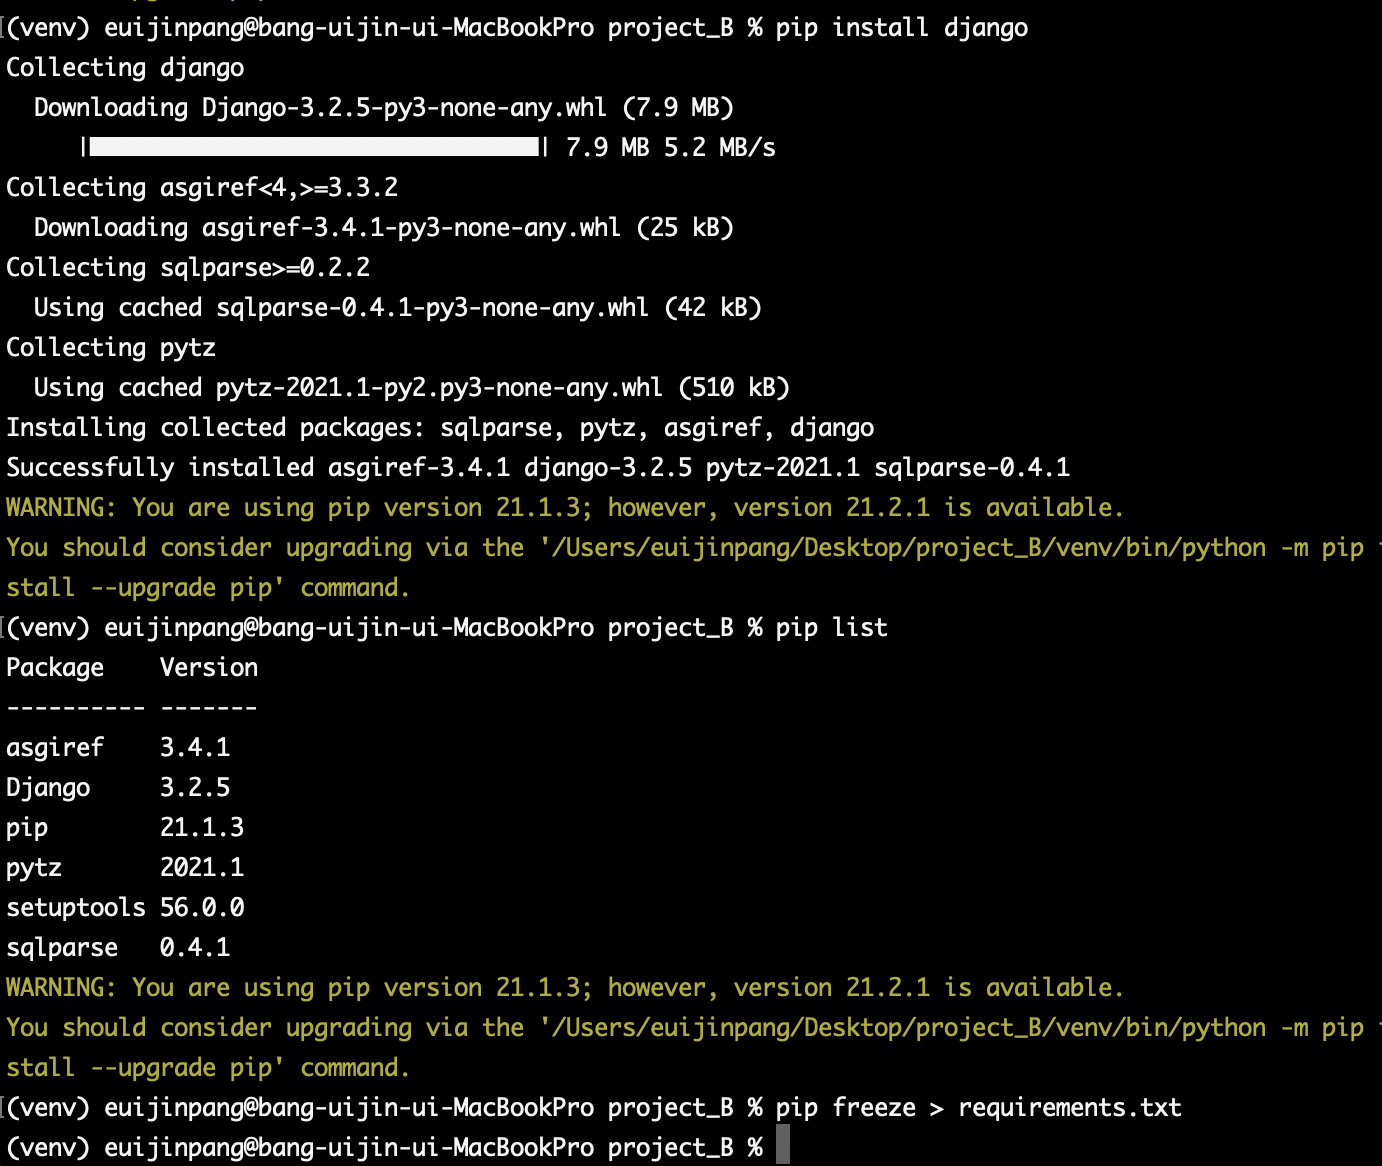 (venv) euijinpang@bang-uijin-ui-MacBookPro project_B % pip install django
Collecting django
  Downloading Django-3.2.5-py3-none-any.whl (7.9 MB)
     |████████████████████████████████| 7.9 MB 5.2 MB/s
Collecting asgiref<4,>=3.3.2
  Downloading asgiref-3.4.1-py3-none-any.whl (25 kB)
Collecting sqlparse>=0.2.2
  Using cached sqlparse-0.4.1-py3-none-any.whl (42 kB)
Collecting pytz
  Using cached pytz-2021.1-py2.py3-none-any.whl (510 kB)
Installing collected packages: sqlparse, pytz, asgiref, django
Successfully installed asgiref-3.4.1 django-3.2.5 pytz-2021.1 sqlparse-0.4.1
WARNING: You are using pip version 21.1.3; however, version 21.2.1 is available.
You should consider upgrading via the '/Users/euijinpang/Desktop/project_B/venv/bin/python -m pip
stall --upgrade pip' command.
(venv) euijinpang@bang-uijin-ui-MacBookPro project_B % pip list
Package    Version
---------- -------
asgiref    3.4.1
Django     3.2.5
pip        21.1.3
pytz       2021.1
setuptools 56.0.0
sqlparse   0.4.1
WARNING: You are using pip version 21.1.3; however, version 21.2.1 is available.
You should consider upgrading via the '/Users/euijinpang/Desktop/project_B/venv/bin/python -m pip
stall --upgrade pip' command.
(venv) euijinpang@bang-uijin-ui-MacBookPro project_B % pip freeze > requirements.txt
(venv) euijinpang@bang-uijin-ui-MacBookPro project_B %